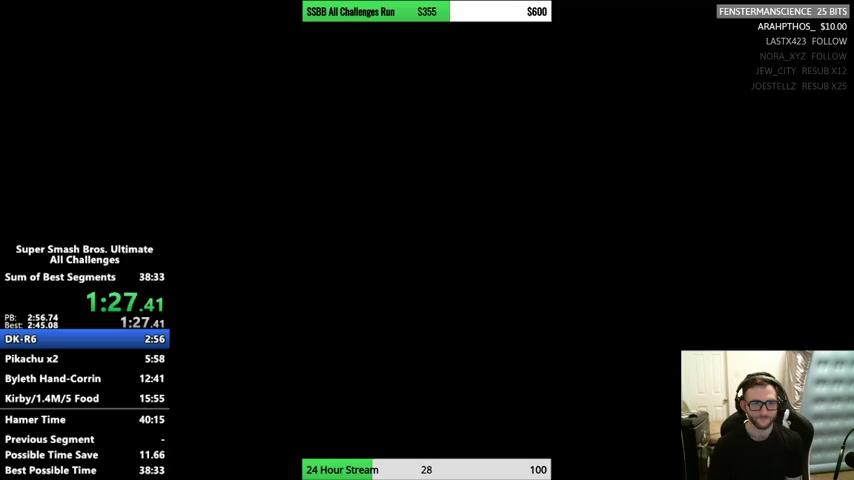 SSBB All Challenges Run $355 $600
FENSTERMANSCIENCE 25 BITS
ARAHPTHOS_ $10.00
LASTX423 FOLLOW
NORA_XYZ FOLLOW
JEW_CITY RESUB X12
JOESTELLZ RESUB X25
Super Smash Bros. Ultimate
All Challenges
Sum of Best Segments 38:33
1:27.41
PB: 2:56.74
Best: 2:45.08 1:27.41
DK-R6 2:56
Pikachu x2 5:58
Byleth Hand-Corrin 12:41
Kirby/1.4M/5 Food 15:55
Hamer Time 40:15
Previous Segment -
Possible Time Save 11.66
Best Possible Time 38:33
24 Hour Stream 28 100